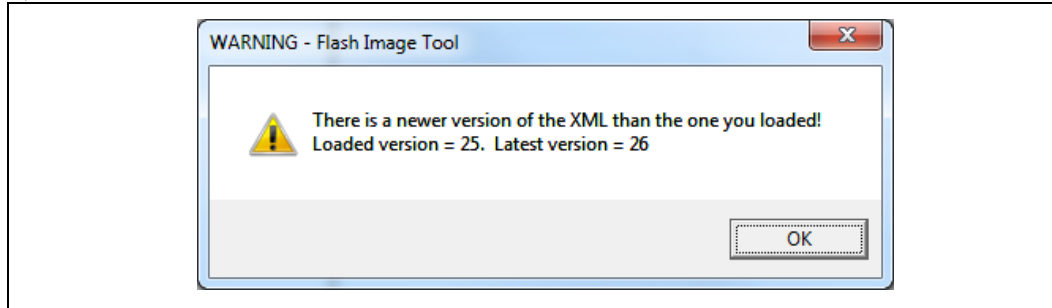 WARNING - Flash Image Tool
There is a newer version of the XML than the one you loaded!
Loaded version = 25.  Latest version = 26
OK